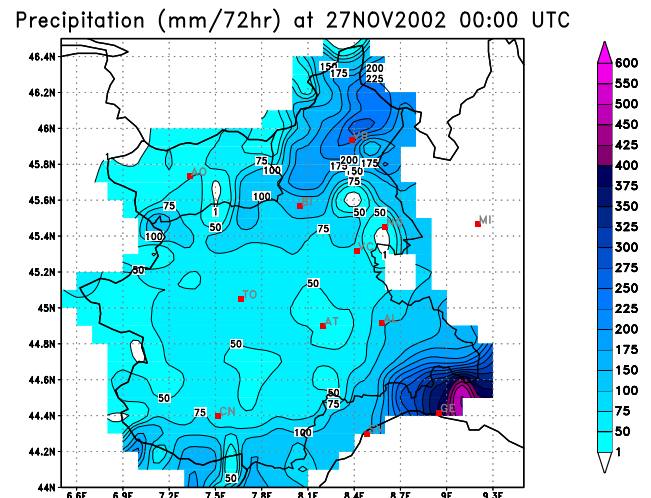 Precipitation (mm/72hr) at 27NOV2002 00:00 UTC
46.4N
46.2N
46N
45.8N
45.6N
45.4N
45.2N
45N
44.8N
44.6N
44.4N
44.2N
44N
6.6E 6.9E 7.2E 7.5E 7.8E 8.1E 8.4E 8.7E 9E 9.3E
150
175
200
225
75
100
200
175
150
175
75
100
75
1
50
50
50
100
75
1
50
50
50
50
50
75
75
100
50
AO
BI
MI
TO
AT
AL
CN
GE
600
550
500
450
400
375
350
325
300
275
250
225
200
175
150
100
75
50
1